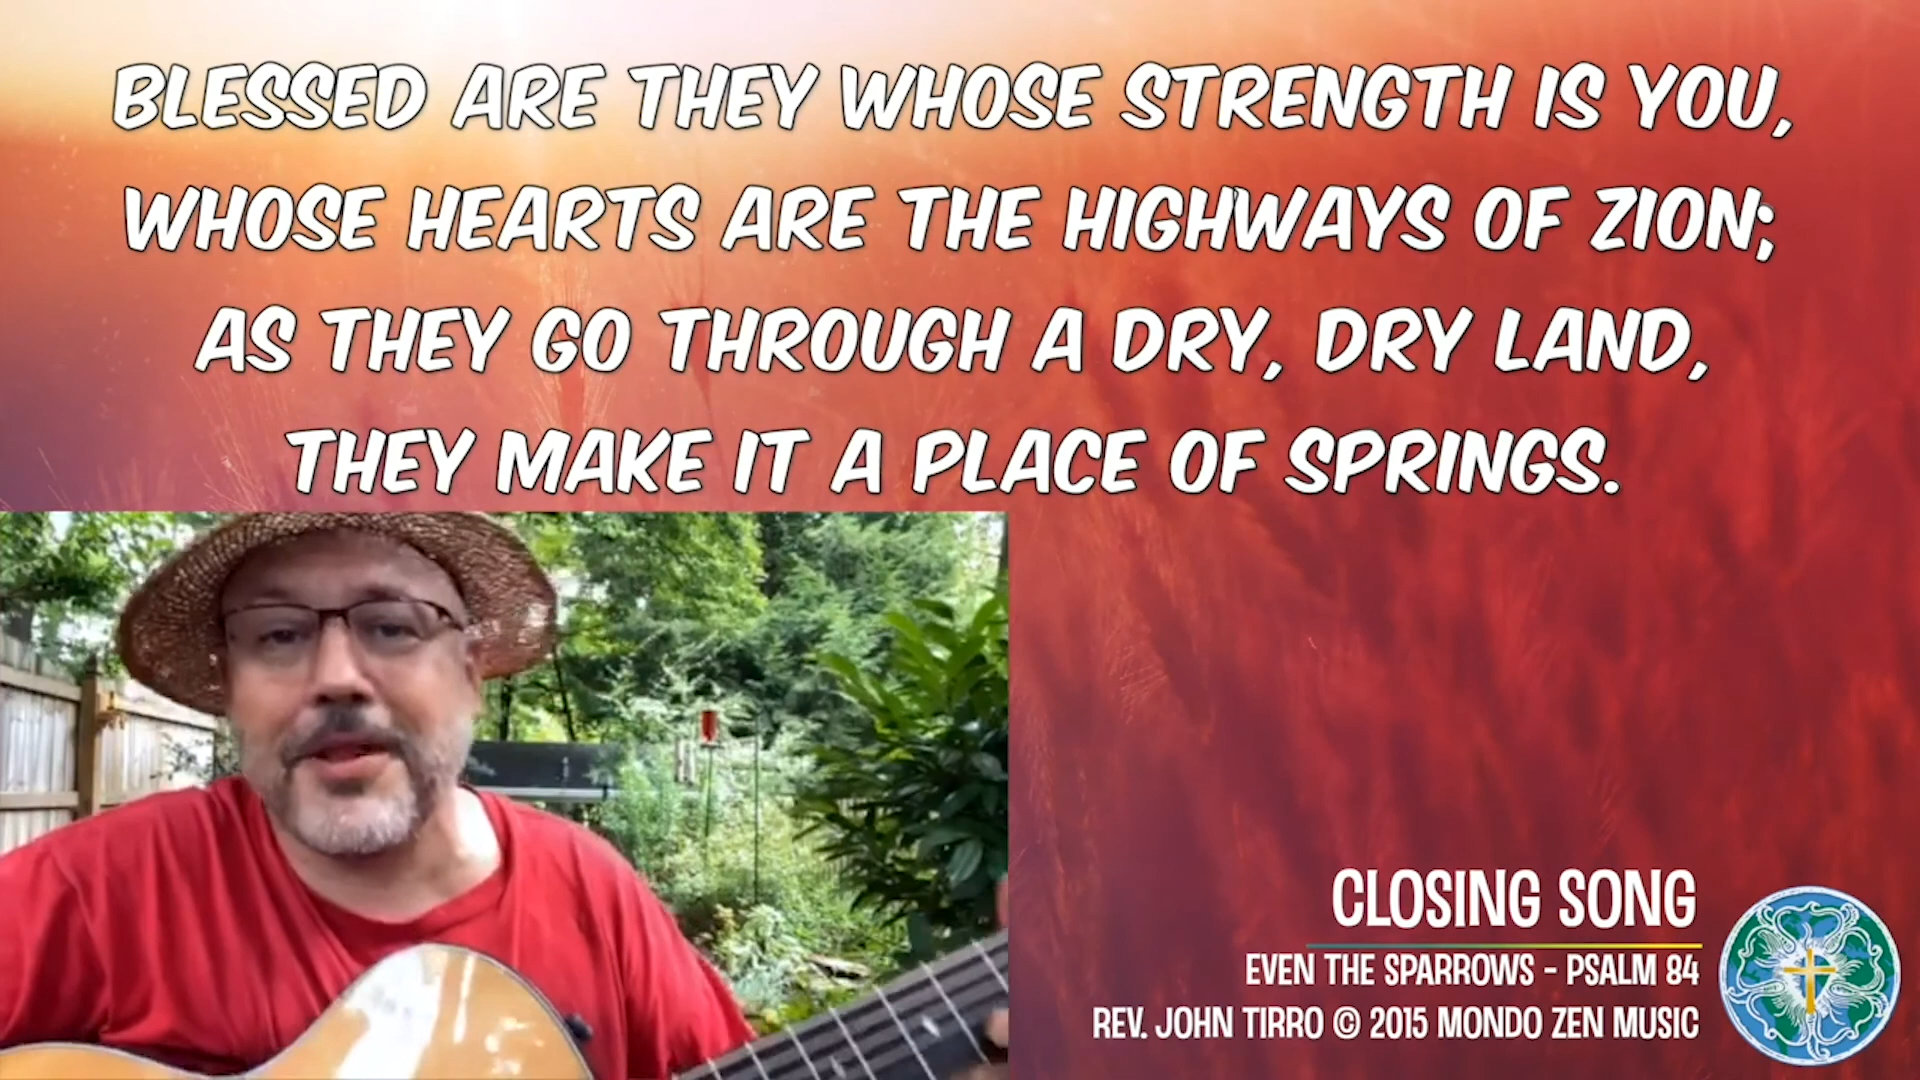 BLESSED ARE THEY WHOSE STRENGTH IS YOU,
WHOSE HEARTS ARE THE HIGHWAYS OF ZION;
AS THEY GO THROUGH A DRY, DRY LAND,
THEY MAKE IT A PLACE OF SPRINGS.
CLOSING SONG
EVEN THE SPARROWS - PSALM 84
REV. JOHN TIRRO © 2015 MONDO ZEN MUSIC